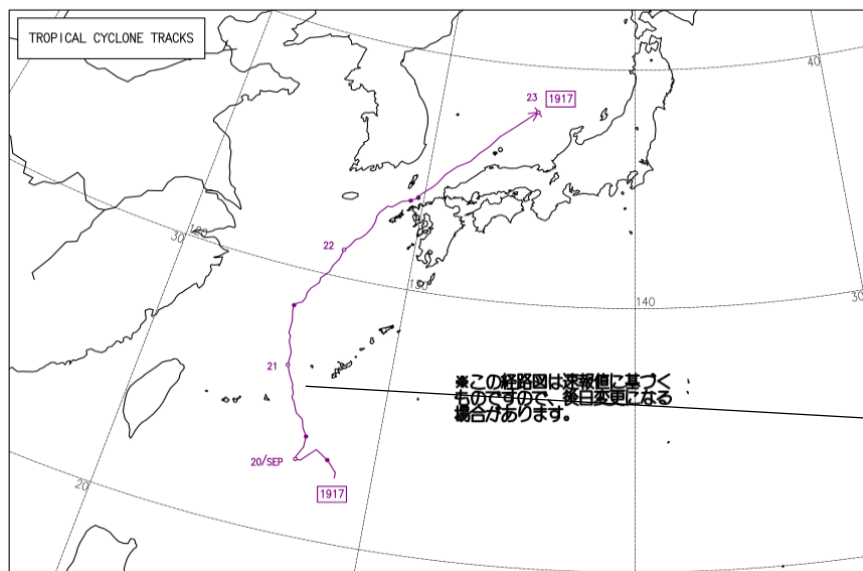 TROPICAL CYCLONE TRACKS
40
23 1917
120
30
22
130
140
30
21
※この経路図は速報値に基づく
ものですので、後日変更になる
場合があります。
20/SEP
20
1917